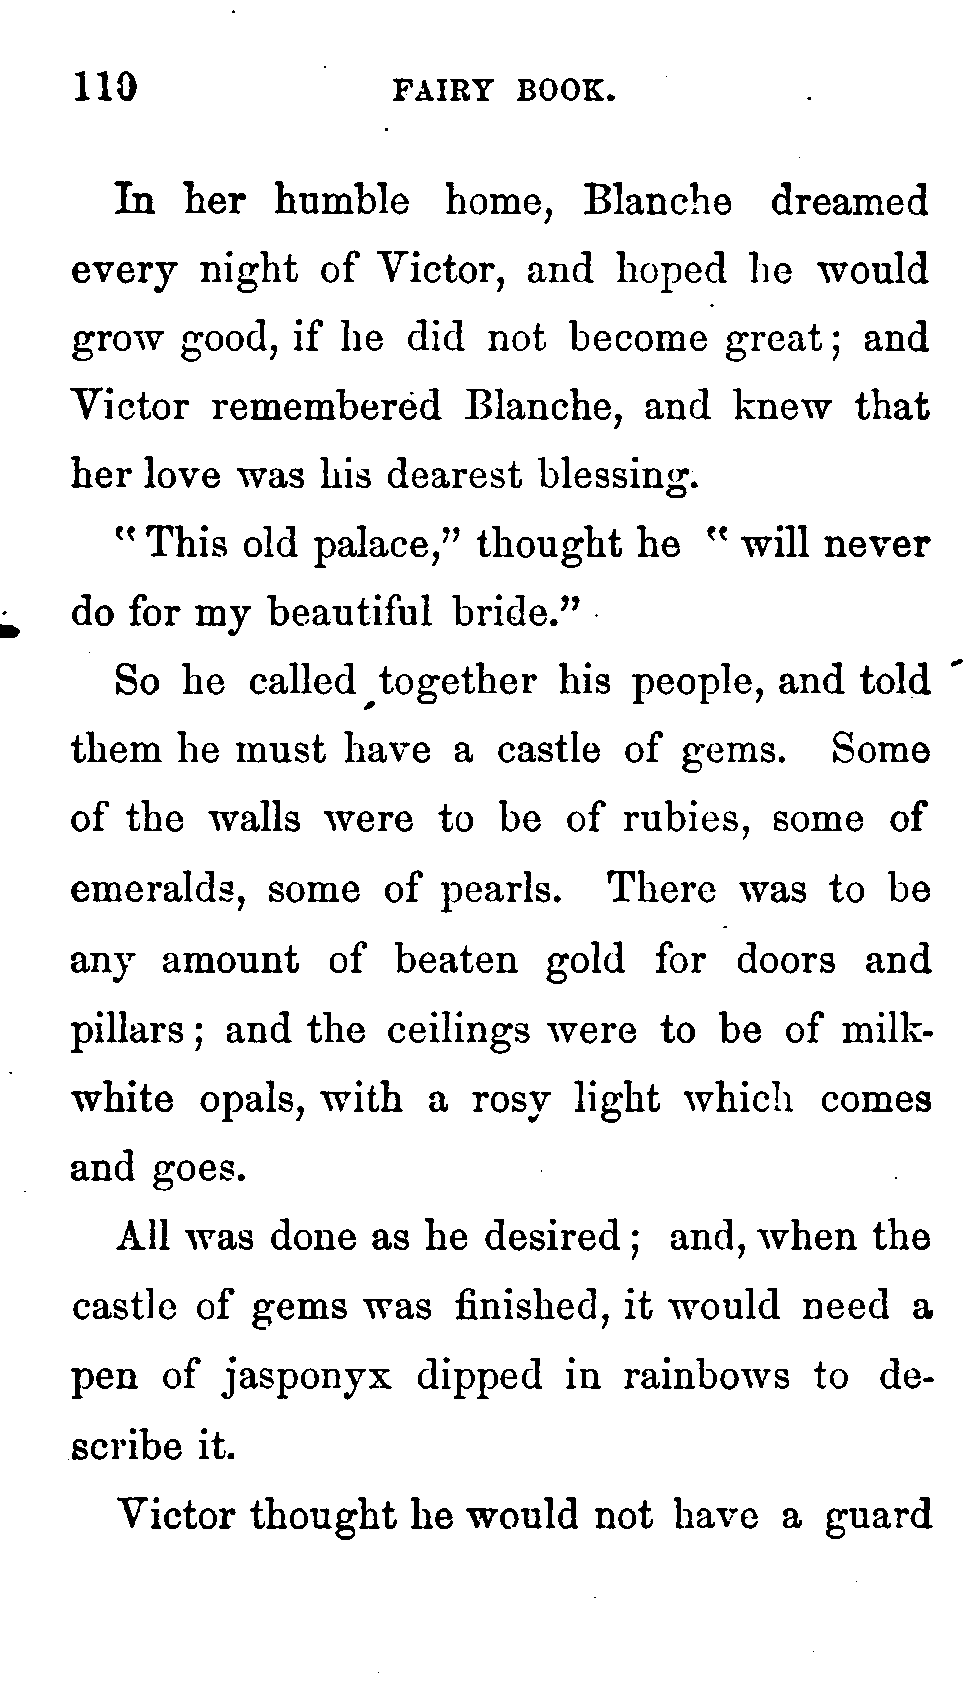 110 FAIRY BOOK.
In her humble home, Blanche dreamed
every night of Victor, and hoped he would
grow good, if he did not become great; and
Victor remembered Blanche, and knew that
her love was his dearest blessing.
"This old palace," thought he "will never
do for my beautiful bride."
So he called together his people, and told
them he must have a castle of gems. Some
of the walls were to be of rubies, some of
emeralds, some of pearls. There was to be
any amount of beaten gold for doors and
pillars; and the ceilings were to be of milk-
white opals, with a rosy light which comes
and goes.
All was done as he desired; and, when the
castle of gems was finished, it would need a
pen of jasponyx dipped in rainbows to de-
scribe it.
Victor thought he would not have a guard